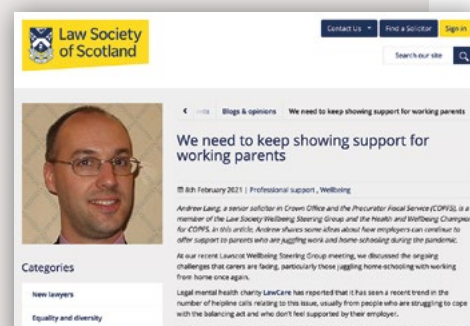 Law Society
of Scotland
Contact Us
Find a Solicitor
Sign in
Search our site
Blogs & opinions
We need to keep showing support for working parents
We need to keep showing support for
working parents
8th February 2021 | Professional support , Wellbeing
Andrew Laing, a senior solicitor in Crown Office and the Procurator Fiscal Service (COPFS), is a
member of the Law Society Wellbeing Steering Group and the Health and Wellbeing Champion
for COPFS. In this article, Andrew shares some ideas about how employers can continue to
offer support to parents who are juggling work and home-schooling during the pandemic.
At our recent Lawscot Wellbeing Steering Group meeting, we discussed the ongoing
challenges that carers are facing, particularly those juggling home-schooling with working
from home once again.
Legal mental health charity LawCare has reported that it has seen a recent trend in the
number of helpline calls relating to this issue, usually from people who are struggling to cope
with the balancing act and who don't feel supported by their employer.
Categories
New lawyers
Equality and diversity